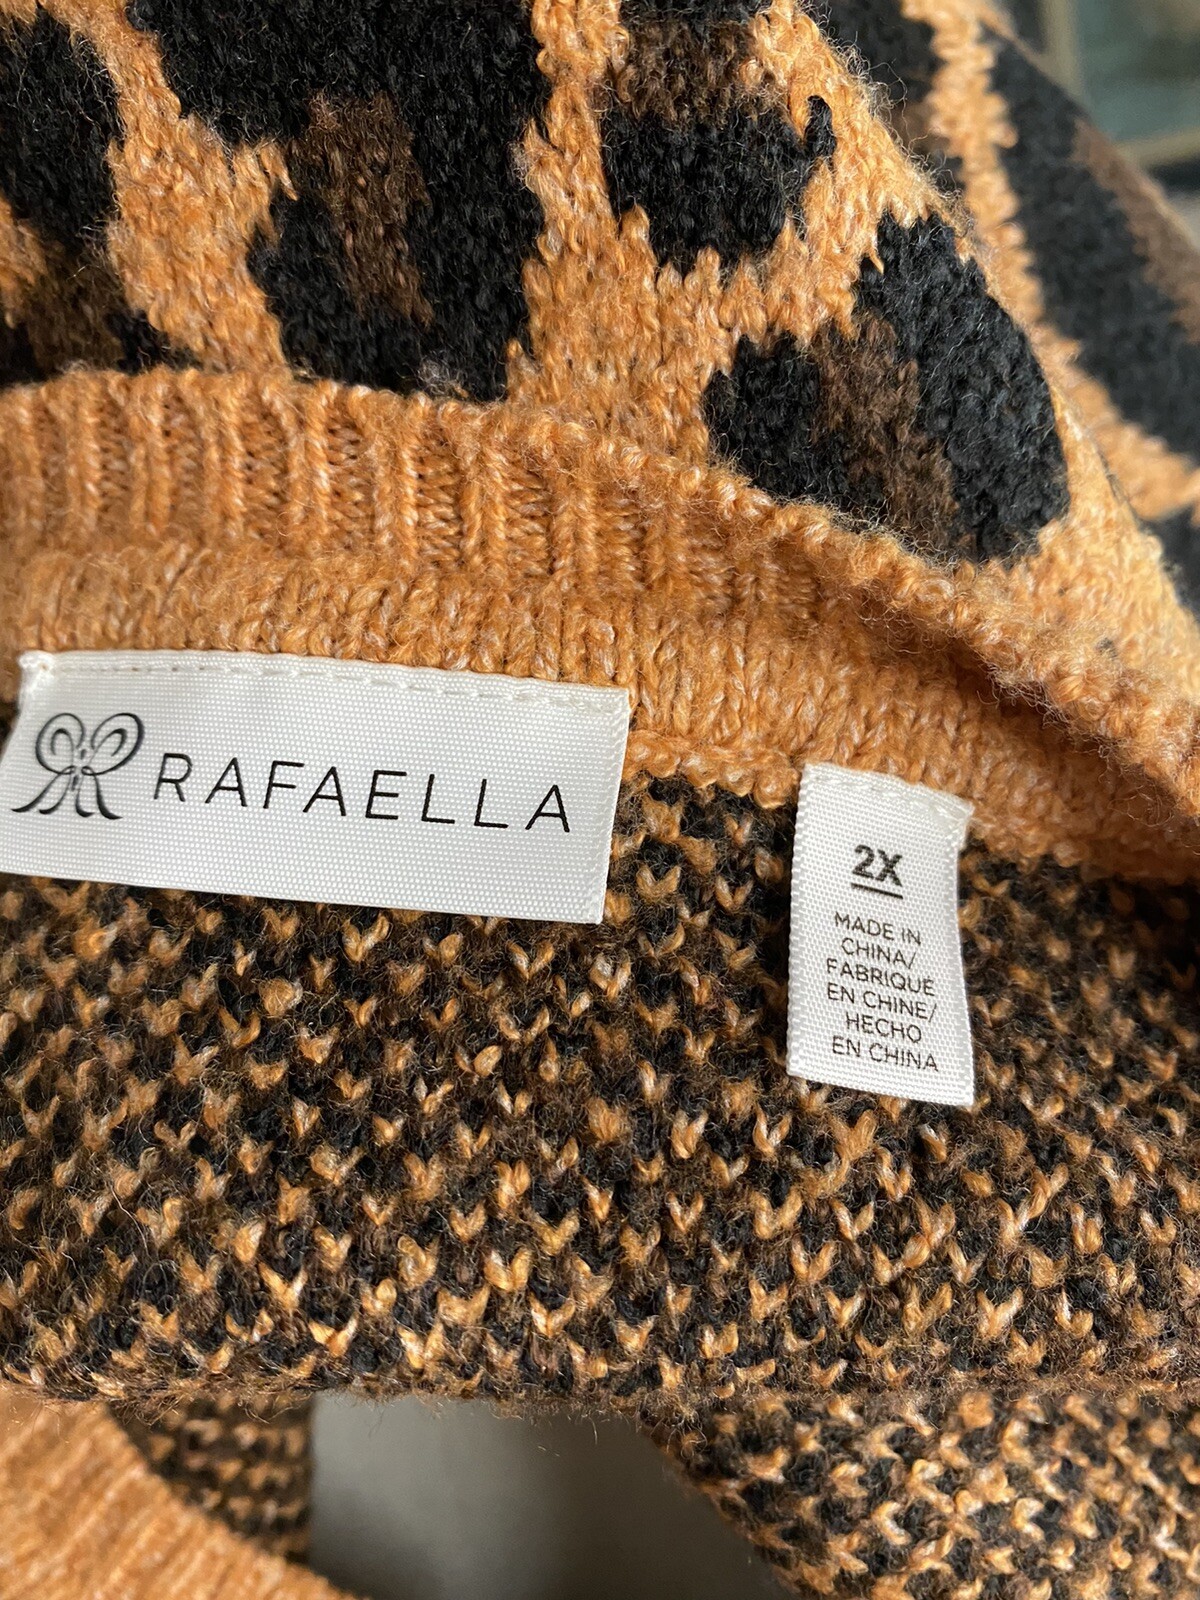 RAFAELLA
2X
MADE IN
CHINA/
FABRIQUÉ
EN CHINE/
HECHO
EN CHINA